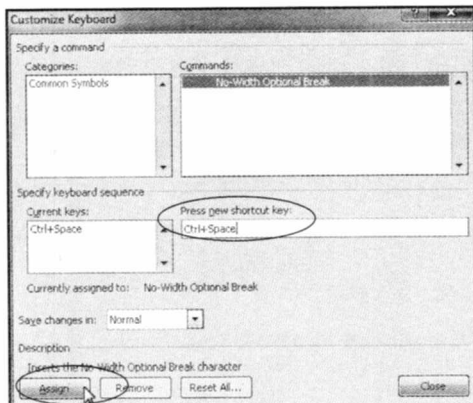 Customize Keyboard
Specify a command
Categories:
Commands:
Common Symbols
No-Width Optional Break
Specify keyboard sequence
Current keys:
Press new shortcut key:
Ctrl+Space
Ctrl+Space
Currently assigned to: No-Width Optional Break
Save changes in: Normal
Description
Inserts the No-Width Optional Break character
Assign
Remove
Reset All...
Close